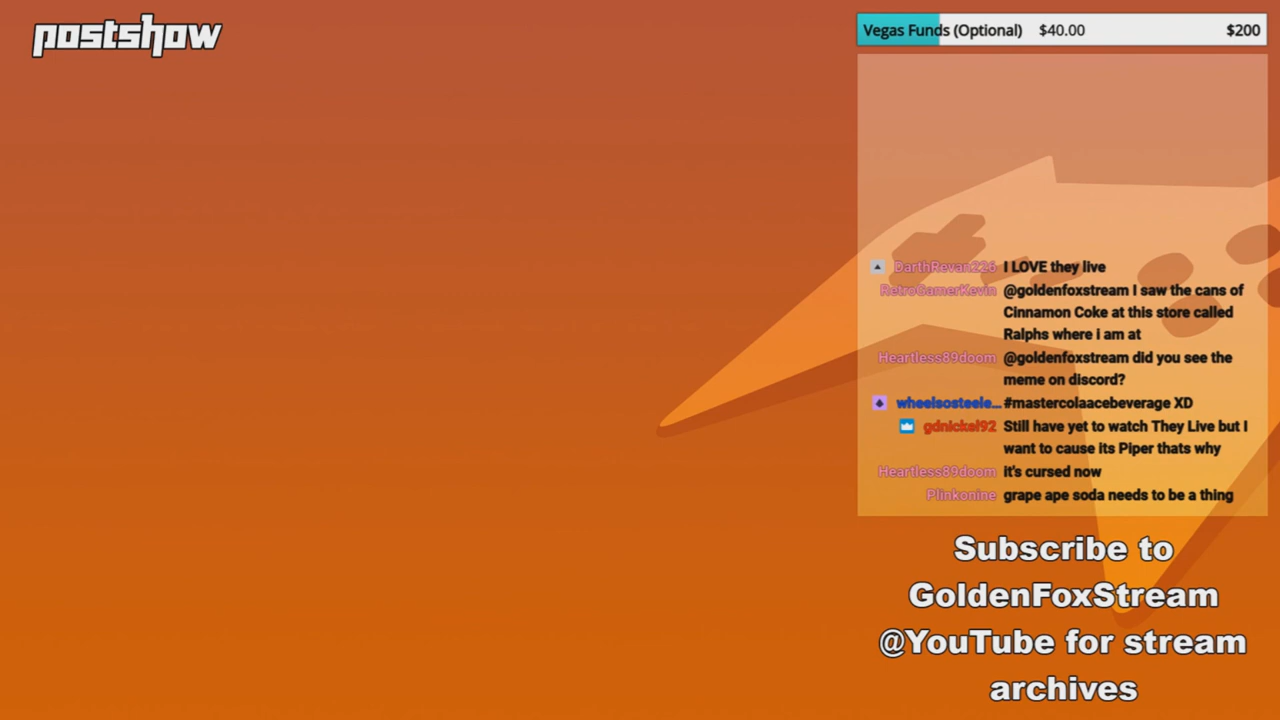 postshow
Vegas Funds (Optional) $40.00 $200
DarthRevan226 I LOVE they live
RetroGamerKevin @goldenfoxstream I saw the cans of
Cinnamon Coke at this store called
Ralphs where i am at
Heartless89doom @goldenfoxstream did you see the
meme on discord?
wheelsosteele... #mastercolaacebeverage XD
gdnickel92 Still have yet to watch They Live but I
want to cause its Piper thats why
Heartless89doom it's cursed now
Plinkonine grape ape soda needs to be a thing
Subscribe to
GoldenFoxStream
@YouTube for stream
archives